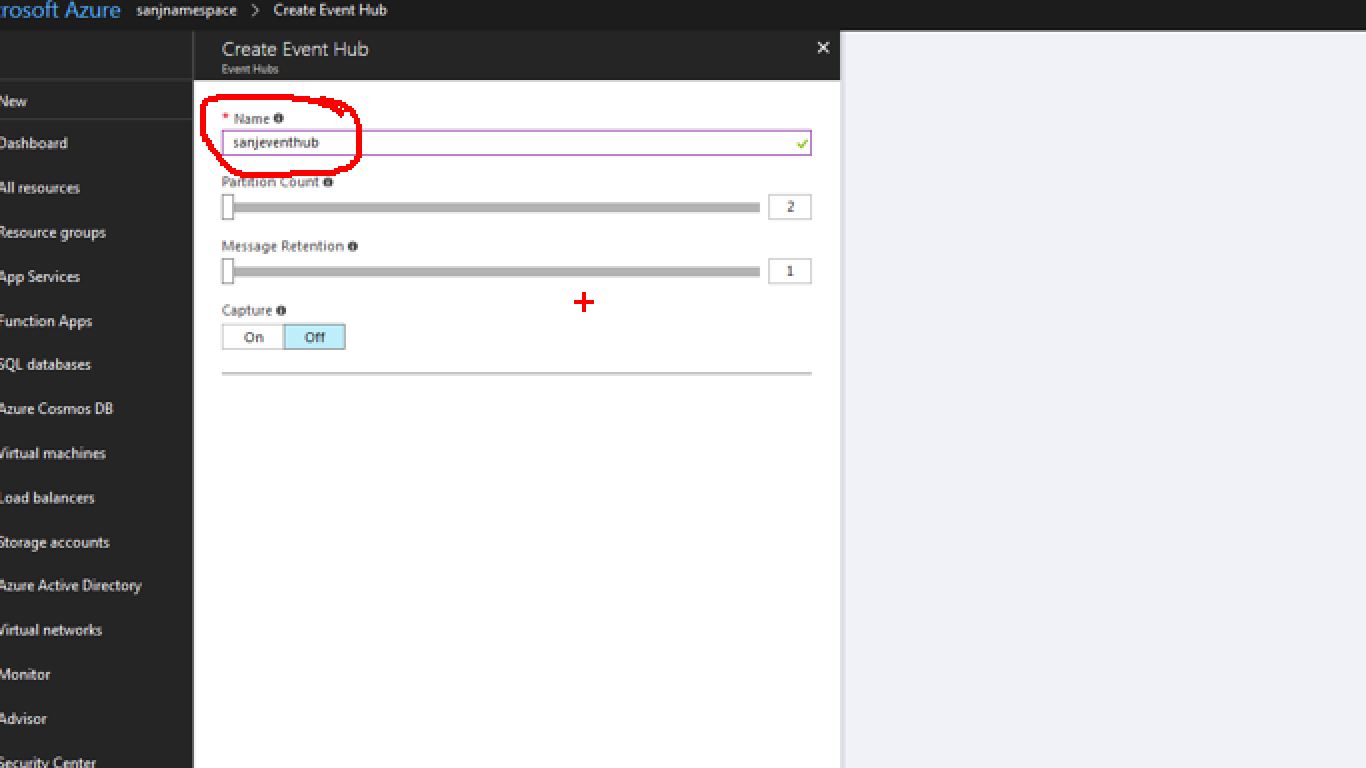 rosoft Azure sanjnamespace > Create Event Hub
Create Event Hub
Event Hubs
New
Dashboard
All resources
Resource groups
App Services
Function Apps
SQL databases
Azure Cosmos DB
Virtual machines
Load balancers
Storage accounts
Azure Active Directory
Virtual networks
Monitor
Advisor
Security Center
* Name
sanjeventhub
Partition Count
2
Message Retention
1
Capture
On Off